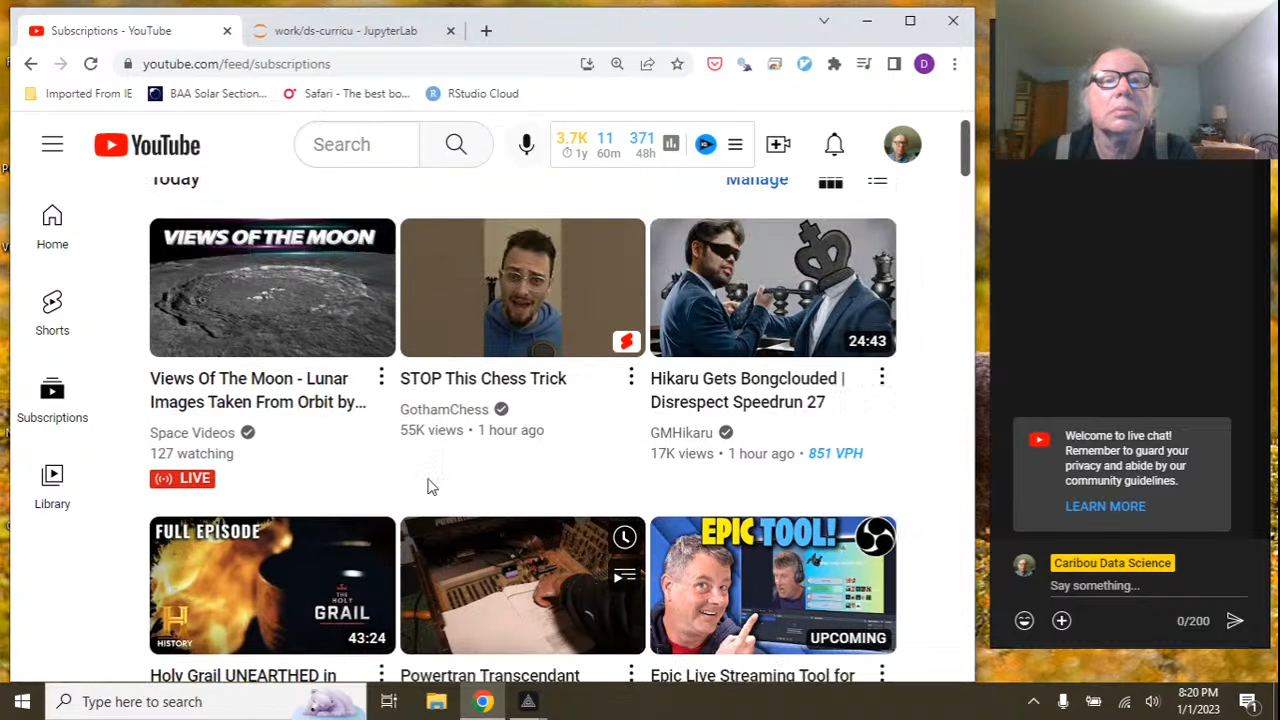 Subscriptions - YouTube
work/ds-curricu - JupyterLab
youtube.com/feed/subscriptions
Imported From IE
BAA Solar Section...
Safari - The best bo...
RStudio Cloud
YouTube
Search
3.7K 11 371
1y 60m 48h
Today
Manage
Home
Shorts
Subscriptions
Library
VIEWS OF THE MOON
Views Of The Moon - Lunar
Images Taken From Orbit by...
Space Videos
127 watching
LIVE
STOP This Chess Trick
GothamChess
55K views • 1 hour ago
24:43
Hikaru Gets Bongclouded |
Disrespect Speedrun 27
GMHikaru
17K views • 1 hour ago • 851 VPH
FULL EPISODE
THE
HOLY
GRAIL
H
HISTORY
43:24
Holy Grail UNEARTHED in
Powertran Transcendant
EPIC TOOL!
UPCOMING
Epic Live Streaming Tool for
Welcome to live chat!
Remember to guard your
privacy and abide by our
community guidelines.
LEARN MORE
Caribou Data Science
Say something...
0/200
Type here to search
8:20 PM
1/1/2023